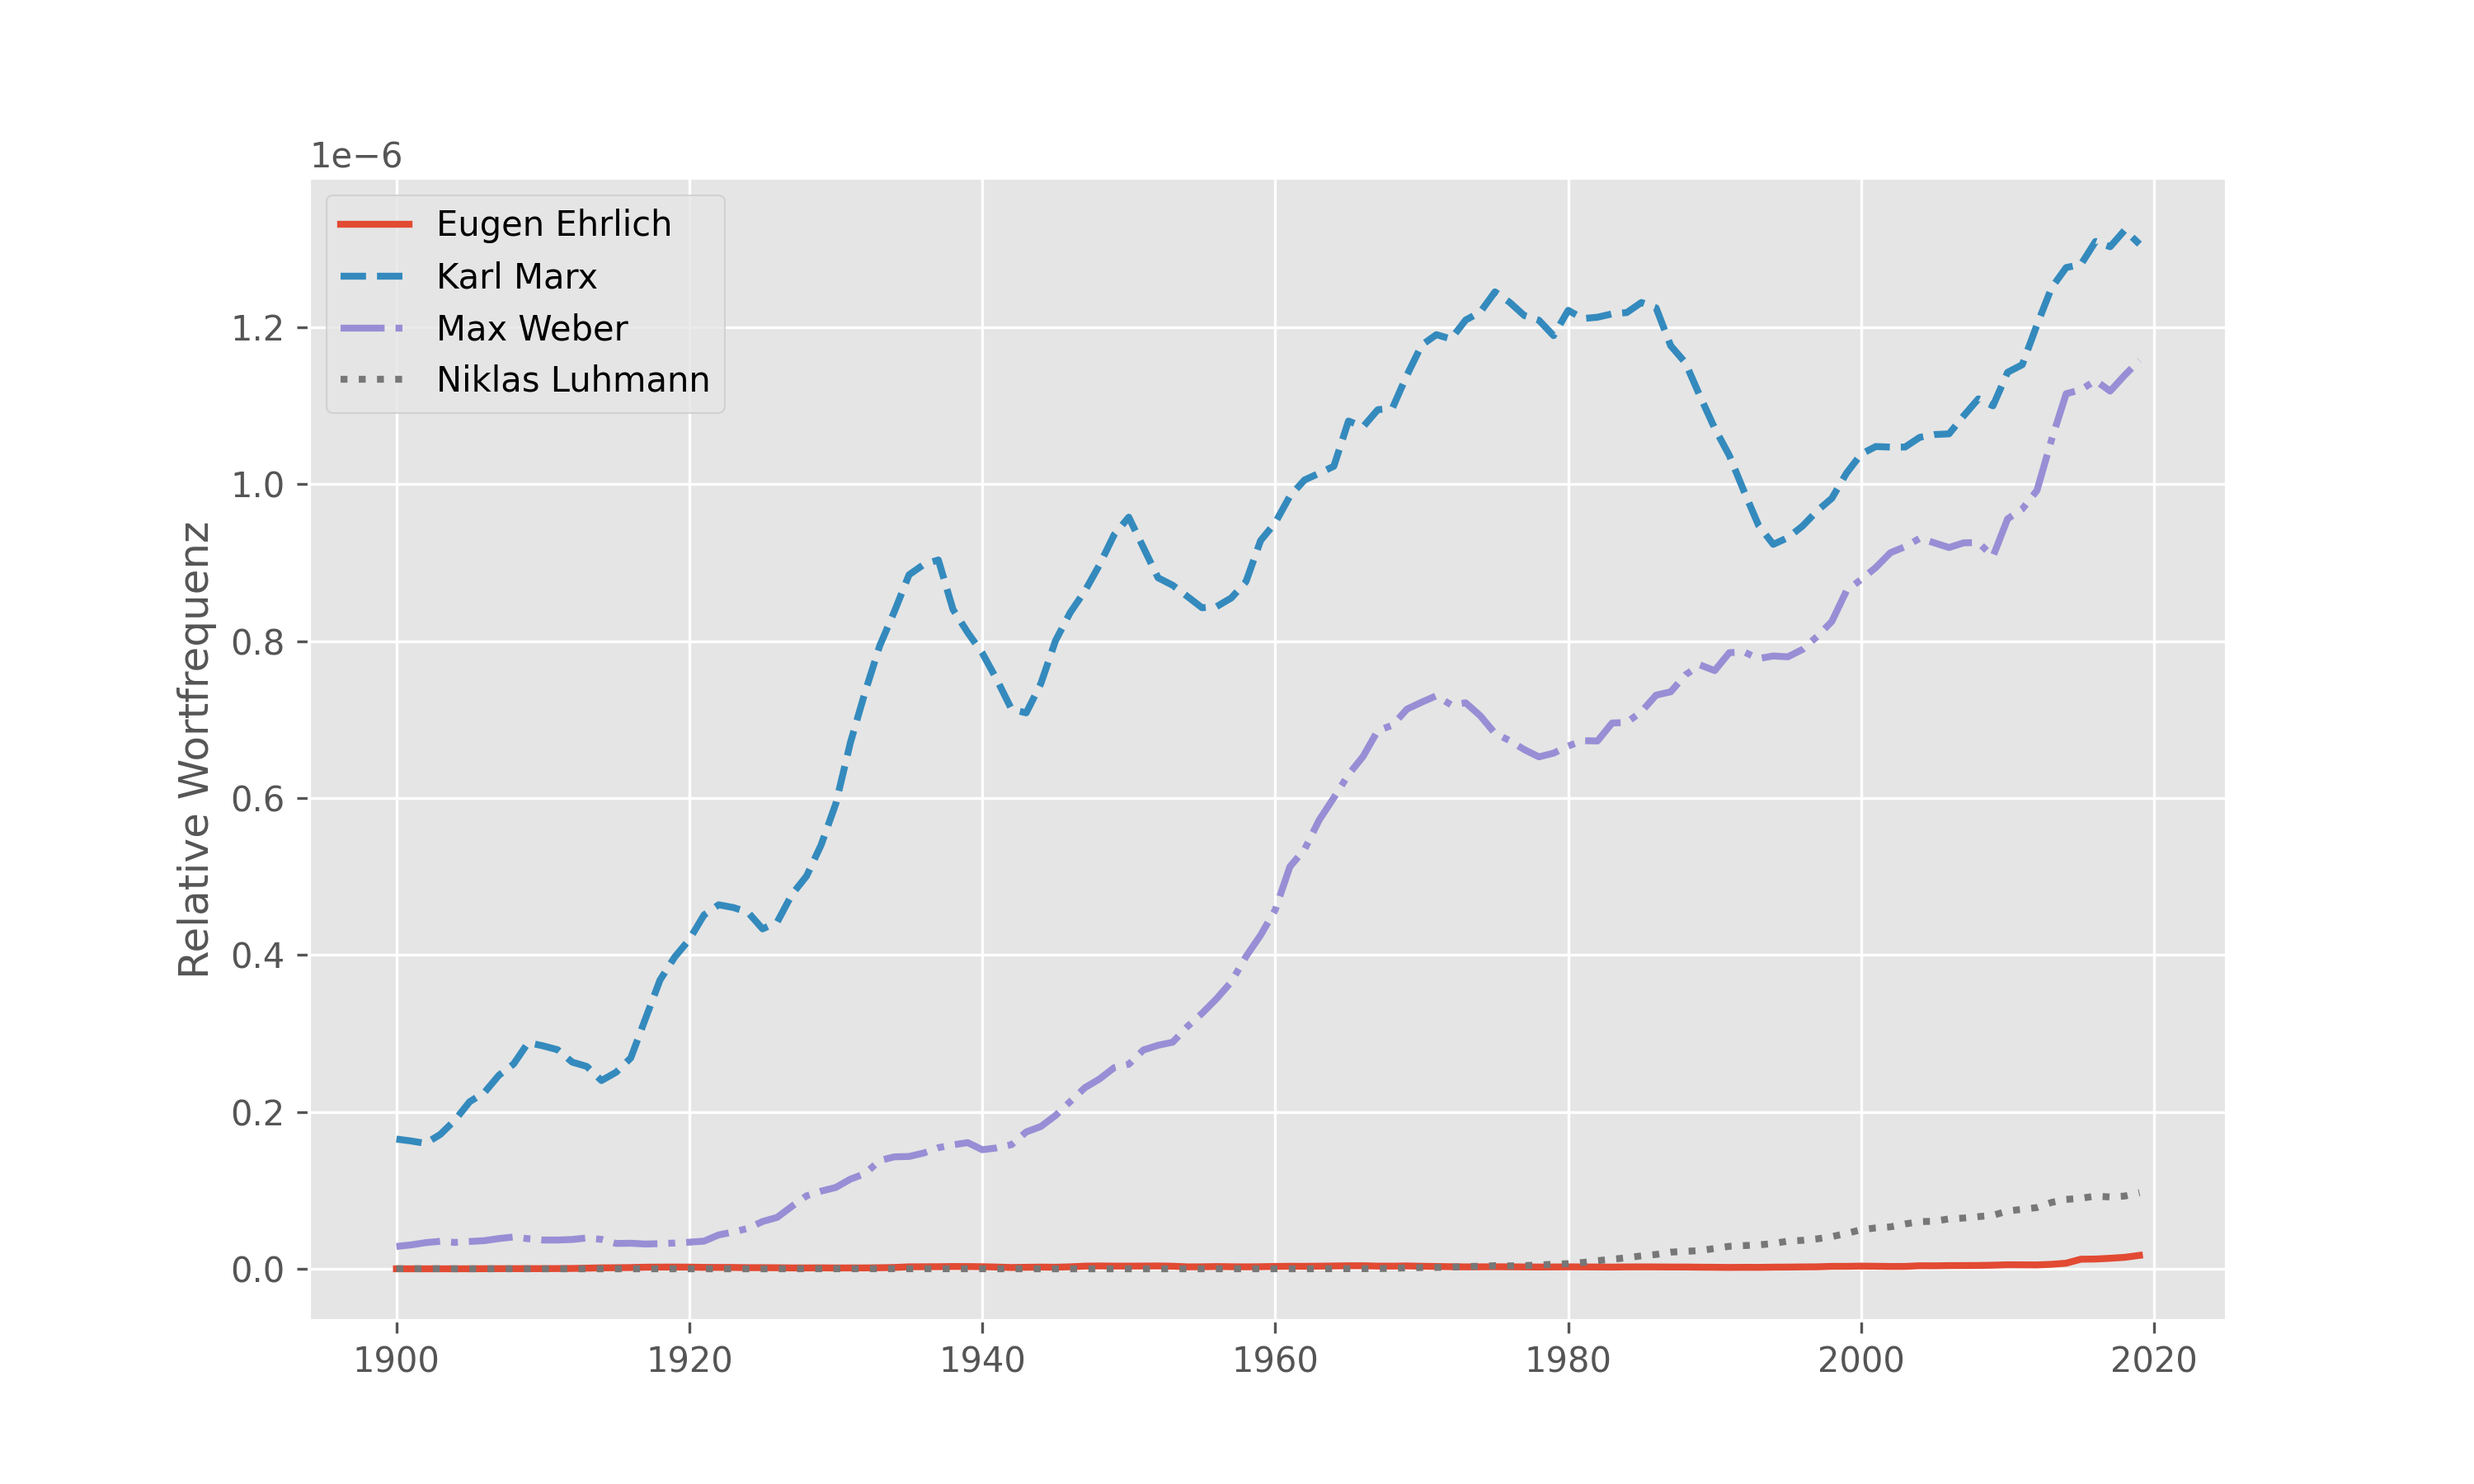 1e−6
Eugen Ehrlich
Karl Marx
Max Weber
Niklas Luhmann
Relative Wortfrequenz
1.2
1.0
0.8
0.6
0.4
0.2
0.0
1900 1920 1940 1960 1980 2000 2020